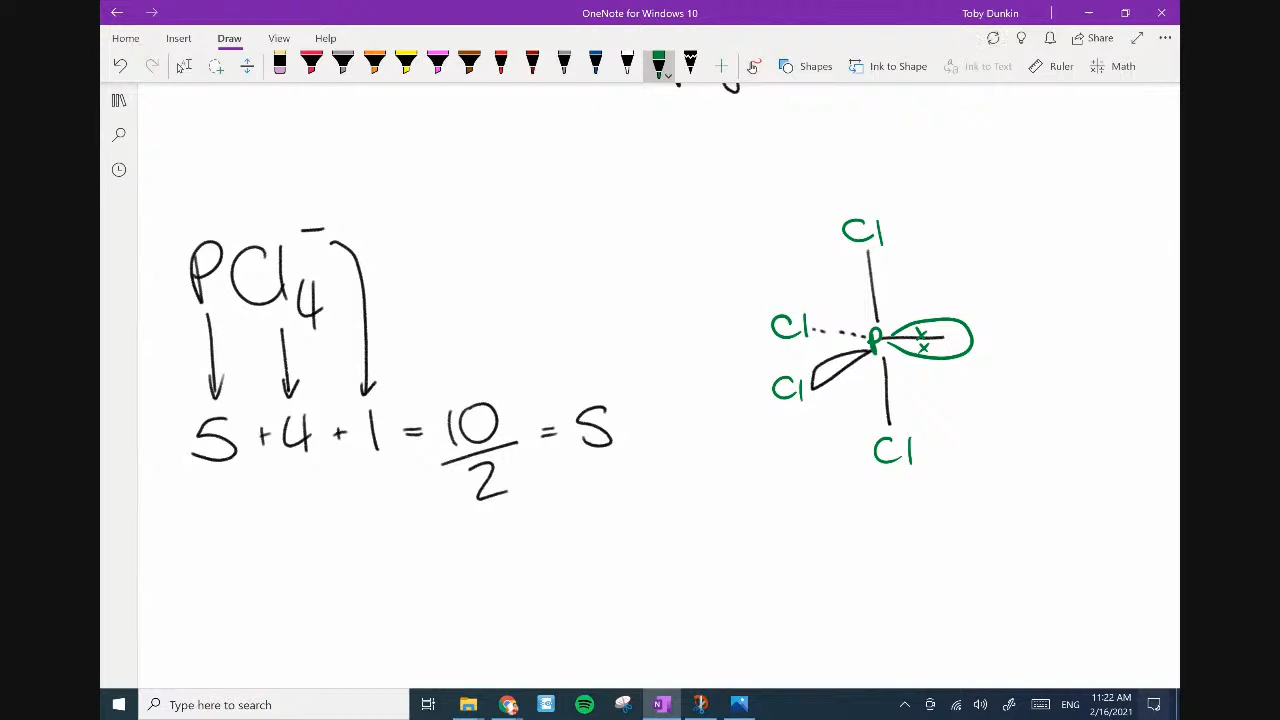 OneNote for Windows 10
Toby Dunkin
Home Insert Draw View Help
Share
Shapes Ink to Shape Ink to Text Ruler Math
PCl4⁻
5 + 4 + 1 = 10/2 = 5
Cl
Cl
P x x
Cl
Cl
Type here to search
ENG
11:22 AM
2/16/2021